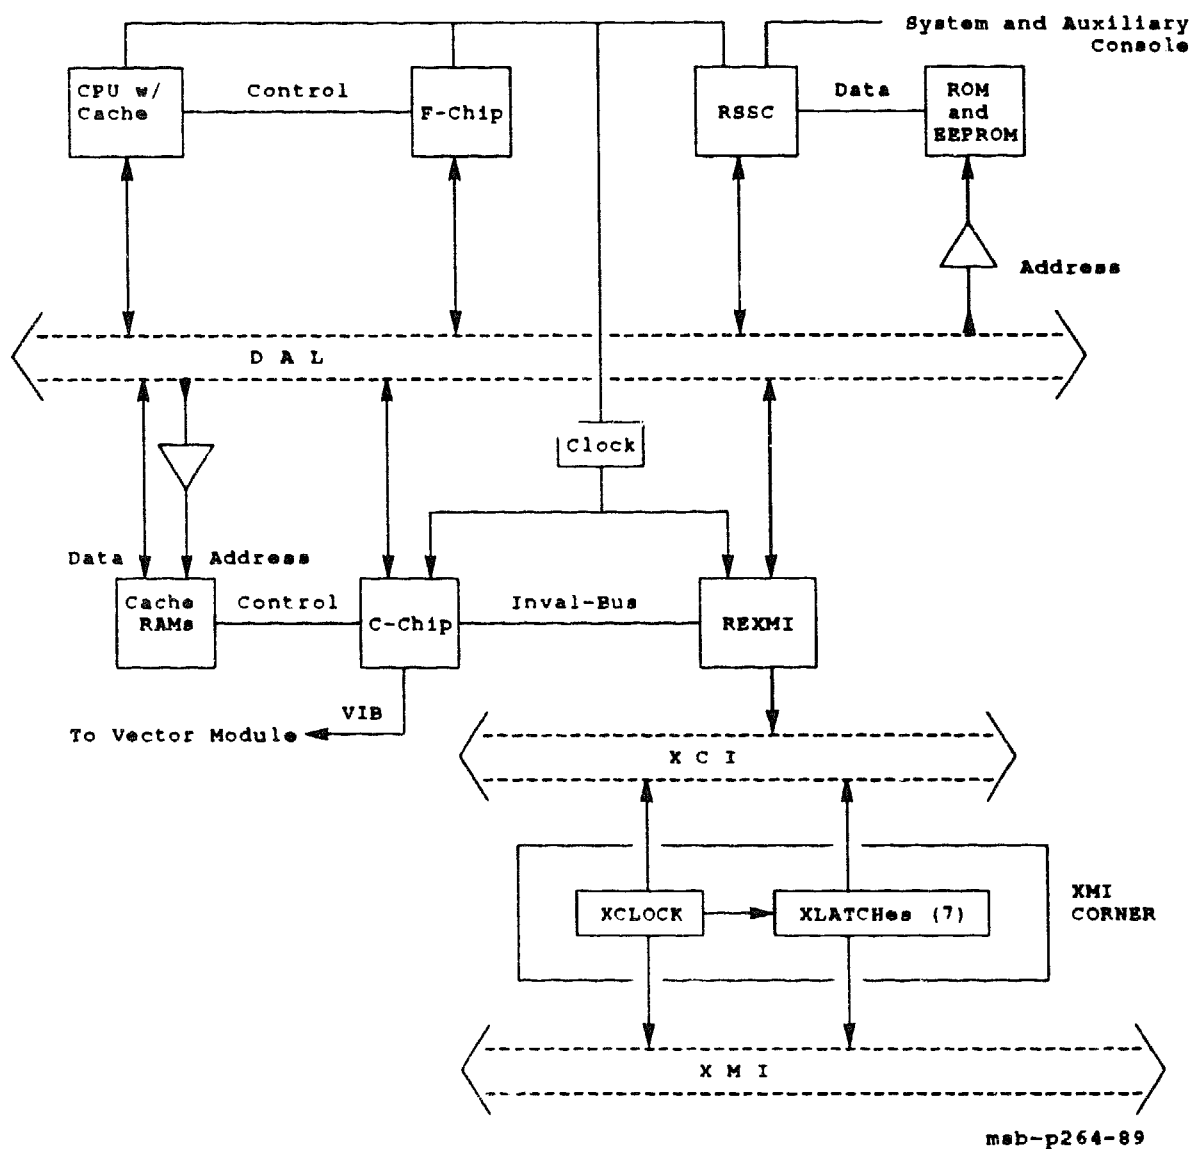 System and Auxiliary
Console
CPU w/
Cache
Control
F-Chip
RSSC
Data
ROM
and
EEPROM
Address
D A L
Clock
Data
Address
Cache
RAMs
Control
C-Chip
Inval-Bus
REXMI
VIB
To Vector Module
X C I
XCLOCK
XLATCHes (7)
XMI
CORNER
X M I
msb-p264-89